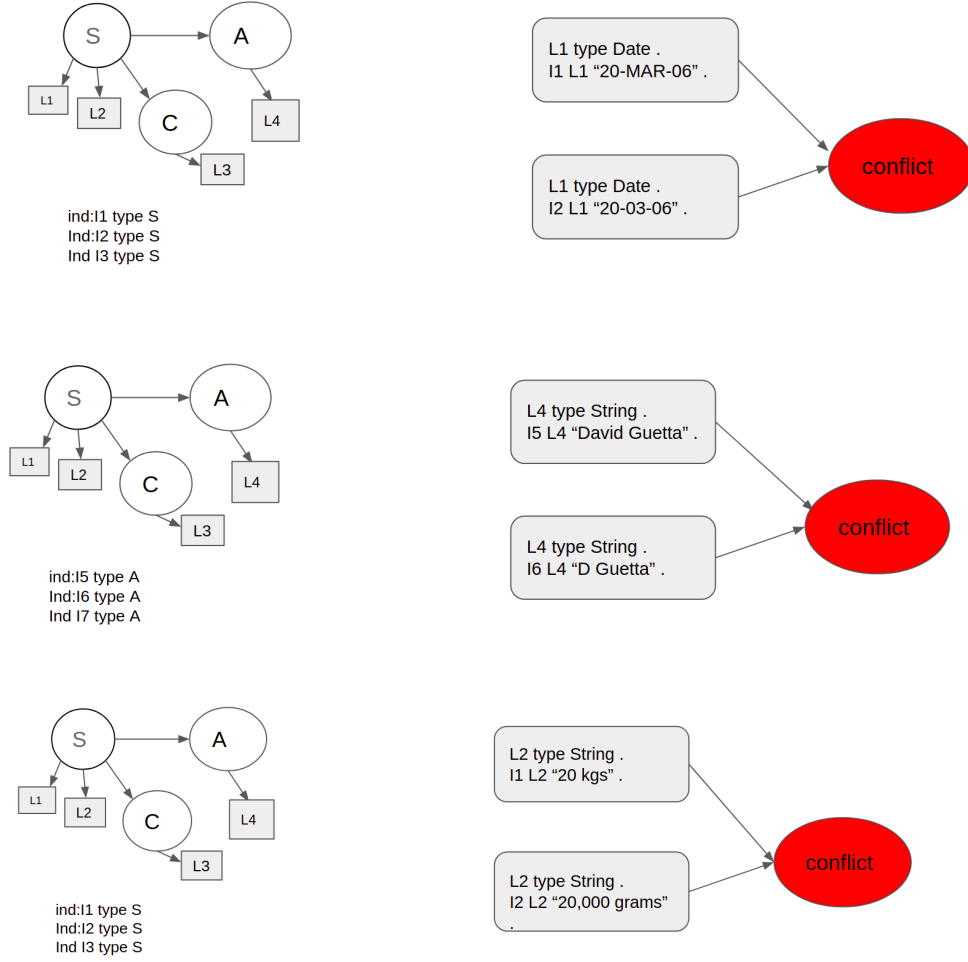 S
A
L1
L2
C
L4
L3
ind:I1 type S
Ind:I2 type S
Ind I3 type S
L1 type Date .
I1 L1 “20-MAR-06” .
L1 type Date .
I2 L1 “20-03-06” .
conflict
S
A
L1
L2
C
L4
L3
ind:I5 type A
Ind:I6 type A
Ind I7 type A
L4 type String .
I5 L4 “David Guetta” .
L4 type String .
I6 L4 “D Guetta” .
conflict
S
A
L1
L2
C
L4
L3
ind:I1 type S
Ind:I2 type S
Ind I3 type S
L2 type String .
I1 L2 “20 kgs” .
L2 type String .
I2 L2 “20,000 grams”
.
conflict